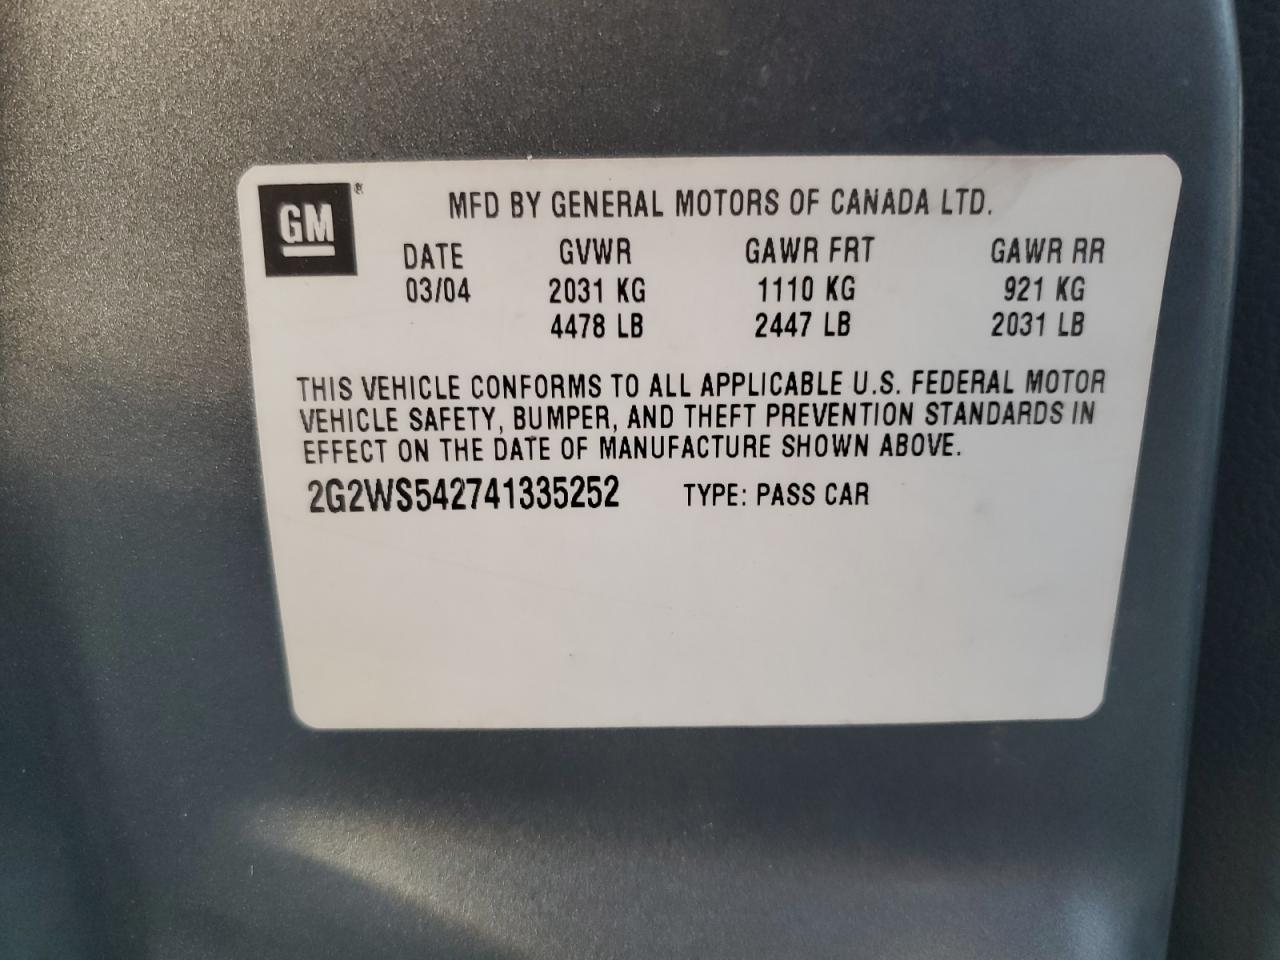 GM ®
MFD BY GENERAL MOTORS OF CANADA LTD.
DATE GVWR GAWR FRT GAWR RR
03/04 2031 KG 1110 KG 921 KG
4478 LB 2447 LB 2031 LB
THIS VEHICLE CONFORMS TO ALL APPLICABLE U.S. FEDERAL MOTOR
VEHICLE SAFETY, BUMPER, AND THEFT PREVENTION STANDARDS IN
EFFECT ON THE DATE OF MANUFACTURE SHOWN ABOVE.
2G2WS542741335252 TYPE: PASS CAR